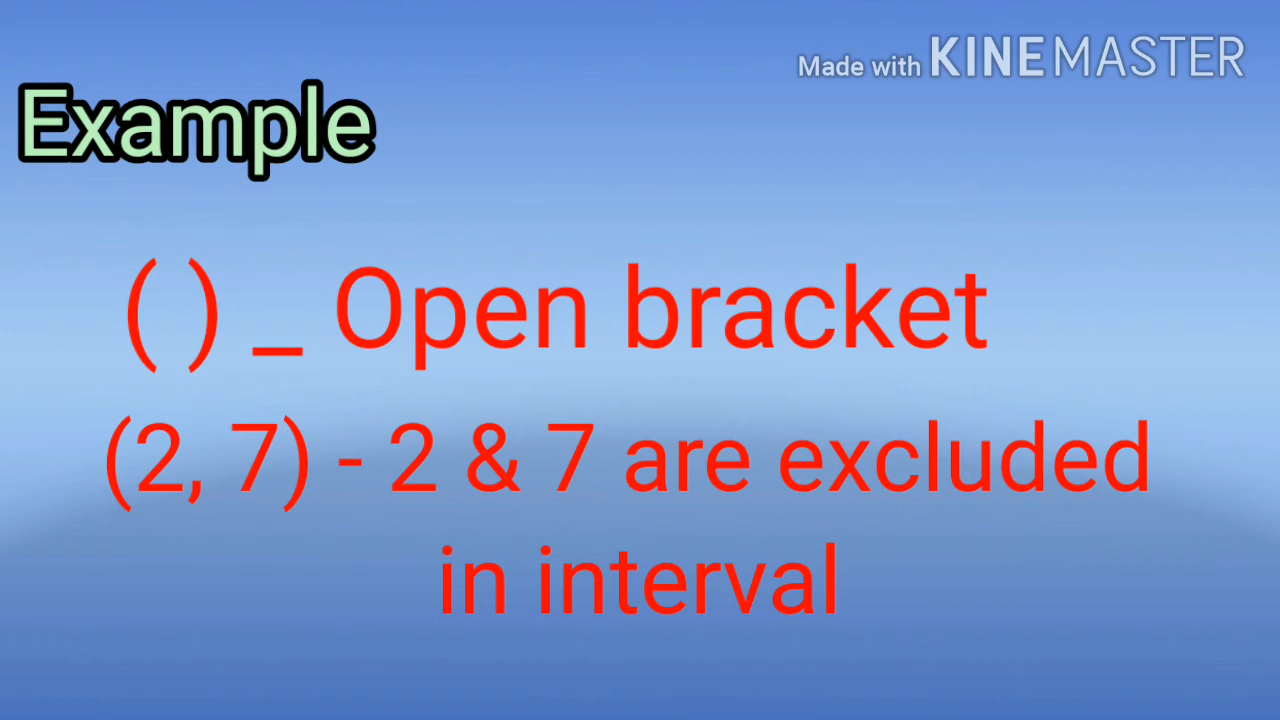 Made with KINEMASTER
Example
( ) _ Open bracket
(2, 7) - 2 & 7 are excluded
in interval